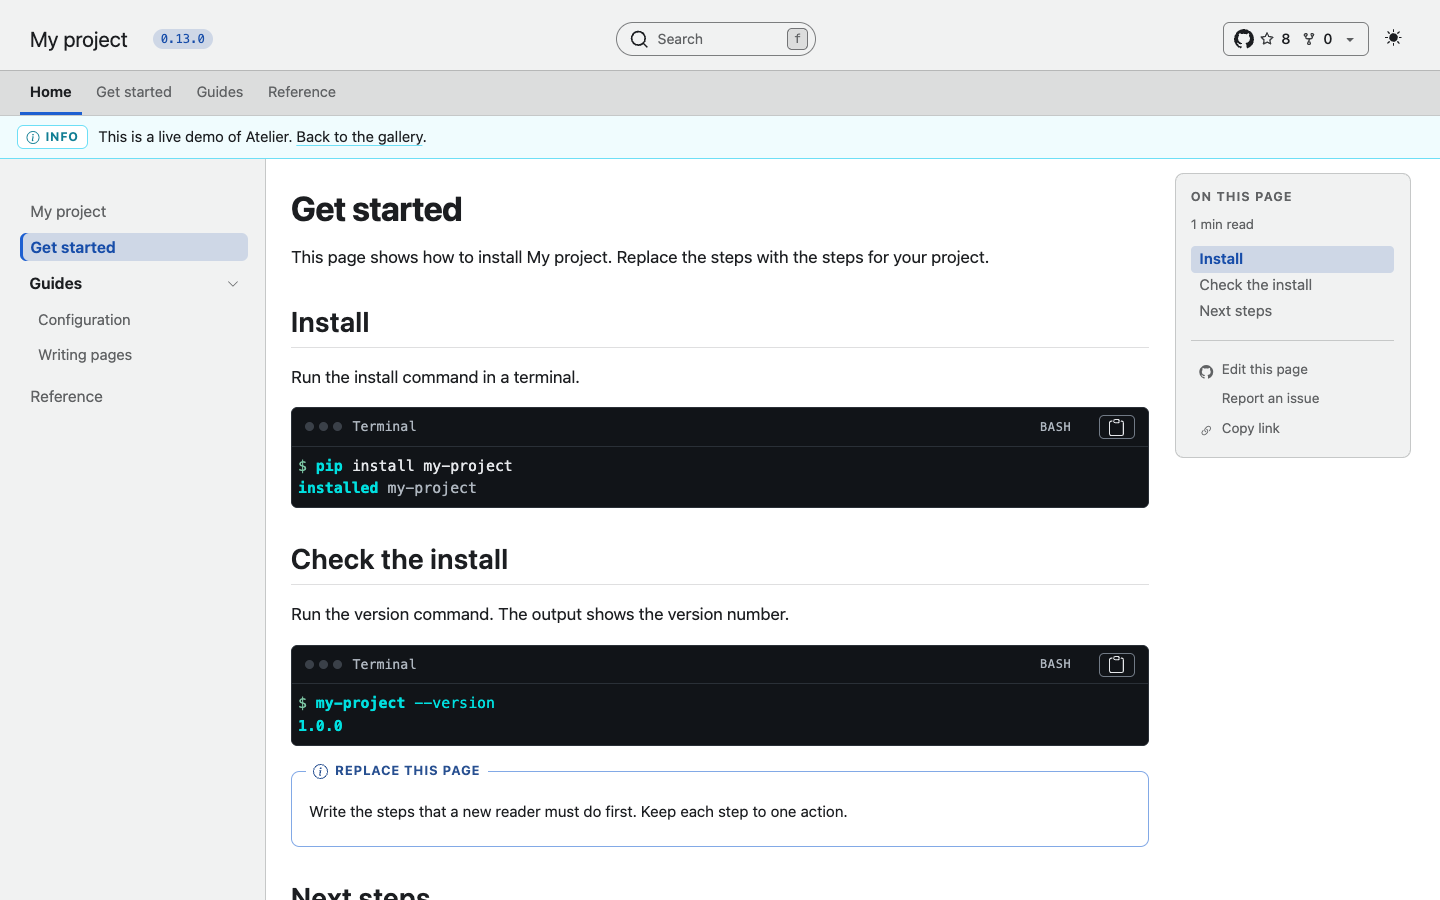 My project
0.13.0
Search
f
8
0
Home
Get started
Guides
Reference
INFO
This is a live demo of Atelier. Back to the gallery.
My project
Get started
Guides
Configuration
Writing pages
Reference
Get started
This page shows how to install My project. Replace the steps with the steps for your project.
Install
Run the install command in a terminal.
Terminal
BASH
$ pip install my-project
installed my-project
Check the install
Run the version command. The output shows the version number.
Terminal
BASH
$ my-project --version
1.0.0
REPLACE THIS PAGE
Write the steps that a new reader must do first. Keep each step to one action.
Next steps
ON THIS PAGE
1 min read
Install
Check the install
Next steps
Edit this page
Report an issue
Copy link